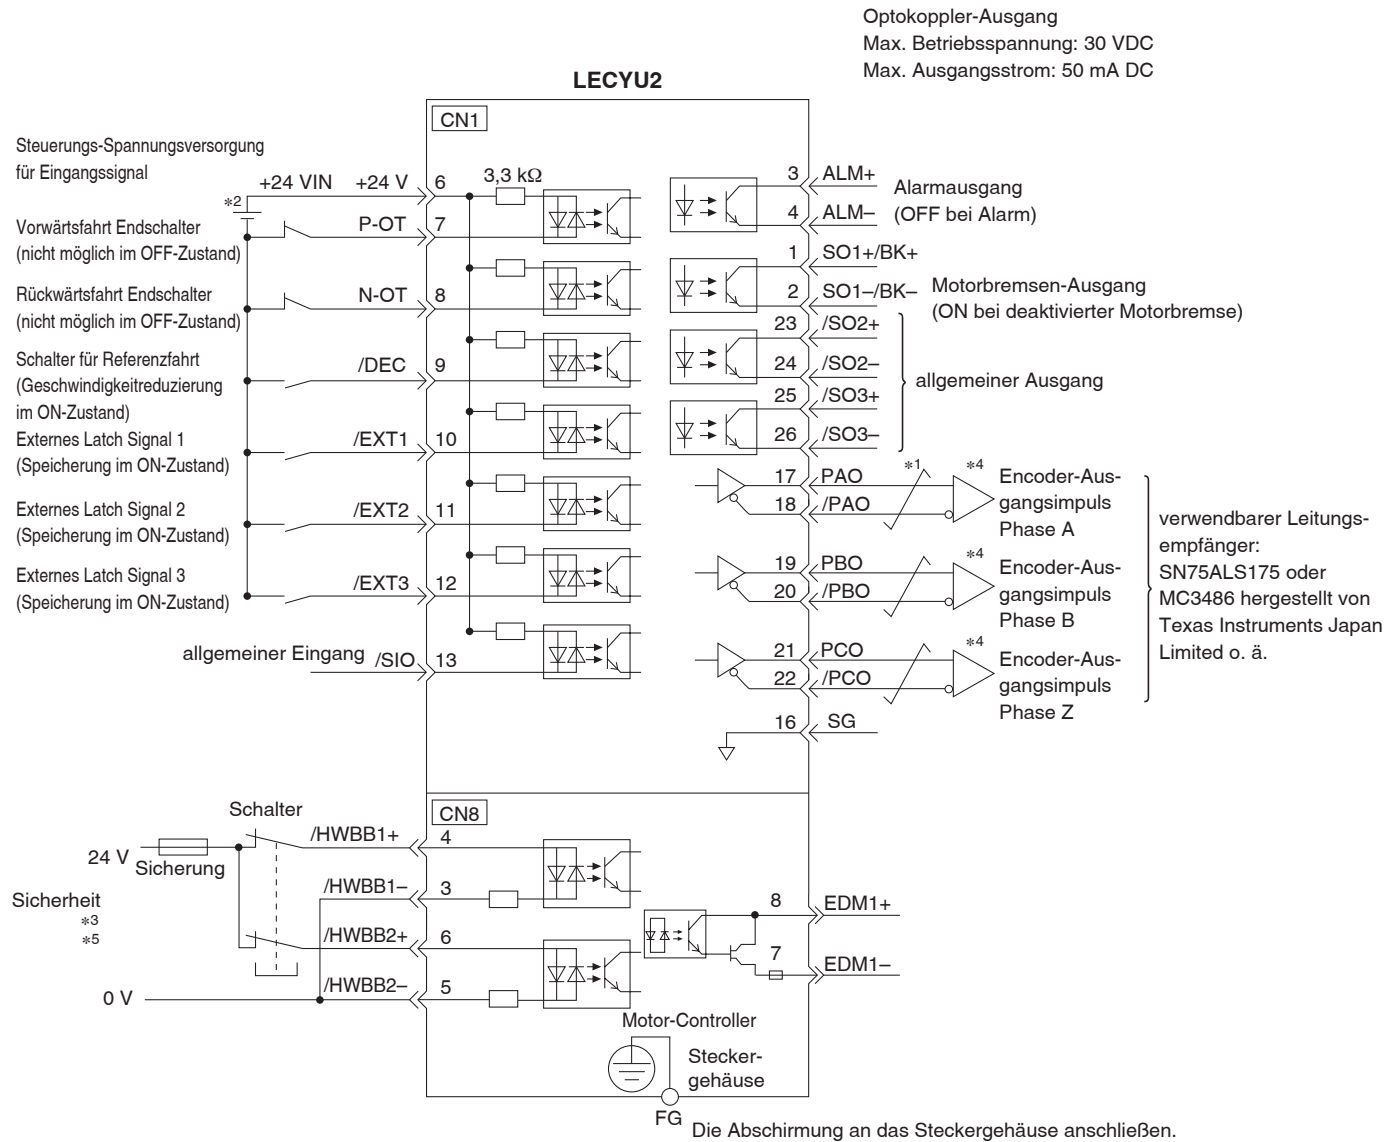 Optokoppler-Ausgang
Max. Betriebsspannung: 30 VDC
Max. Ausgangsstrom: 50 mA DC
LECYU2
CN1
Steuerungs-Spannungsversorgung
für Eingangssignal
+24 VIN
+24 V
6
3,3 kΩ
*2
Vorwärtsfahrt Endschalter
(nicht möglich im OFF-Zustand)
P-OT
7
Rückwärtsfahrt Endschalter
(nicht möglich im OFF-Zustand)
N-OT
8
Schalter für Referenzfahrt
(Geschwindigkeitreduzierung
im ON-Zustand)
/DEC
9
Externes Latch Signal 1
(Speicherung im ON-Zustand)
/EXT1
10
Externes Latch Signal 2
(Speicherung im ON-Zustand)
/EXT2
11
Externes Latch Signal 3
(Speicherung im ON-Zustand)
/EXT3
12
allgemeiner Eingang
/SIO
13
3
ALM+
4
ALM–
Alarmausgang
(OFF bei Alarm)
1
SO1+/BK+
2
SO1–/BK–
Motorbremsen-Ausgang
(ON bei deaktivierter Motorbremse)
23
/SO2+
24
/SO2–
25
/SO3+
26
/SO3–
allgemeiner Ausgang
17
PAO
18
/PAO
*1
*4
Encoder-Aus-
gangsimpuls
Phase A
19
PBO
20
/PBO
*4
Encoder-Aus-
gangsimpuls
Phase B
21
PCO
22
/PCO
*4
Encoder-Aus-
gangsimpuls
Phase Z
verwendbarer Leitungs-
empfänger:
SN75ALS175 oder
MC3486 hergestellt von
Texas Instruments Japan
Limited o. ä.
16
SG
CN8
Schalter
24 V
Sicherung
/HWBB1+
4
/HWBB1–
3
Sicherheit
*3
*5
/HWBB2+
6
/HWBB2–
5
0 V
8
EDM1+
7
EDM1–
Motor-Controller
Stecker-
gehäuse
FG
Die Abschirmung an das Steckergehäuse anschließen.